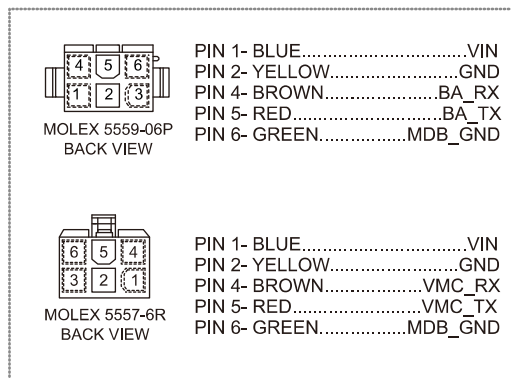 4 5 6
1 2 3
MOLEX 5559-06P
BACK VIEW
PIN 1- BLUE..............................VIN
PIN 2- YELLOW.......................GND
PIN 4- BROWN...................BA_RX
PIN 5- RED..........................BA_TX
PIN 6- GREEN................MDB_GND
6 5 4
3 2 1
MOLEX 5557-6R
BACK VIEW
PIN 1- BLUE..............................VIN
PIN 2- YELLOW.......................GND
PIN 4- BROWN................VMC_RX
PIN 5- RED.......................VMC_TX
PIN 6- GREEN................MDB_GND